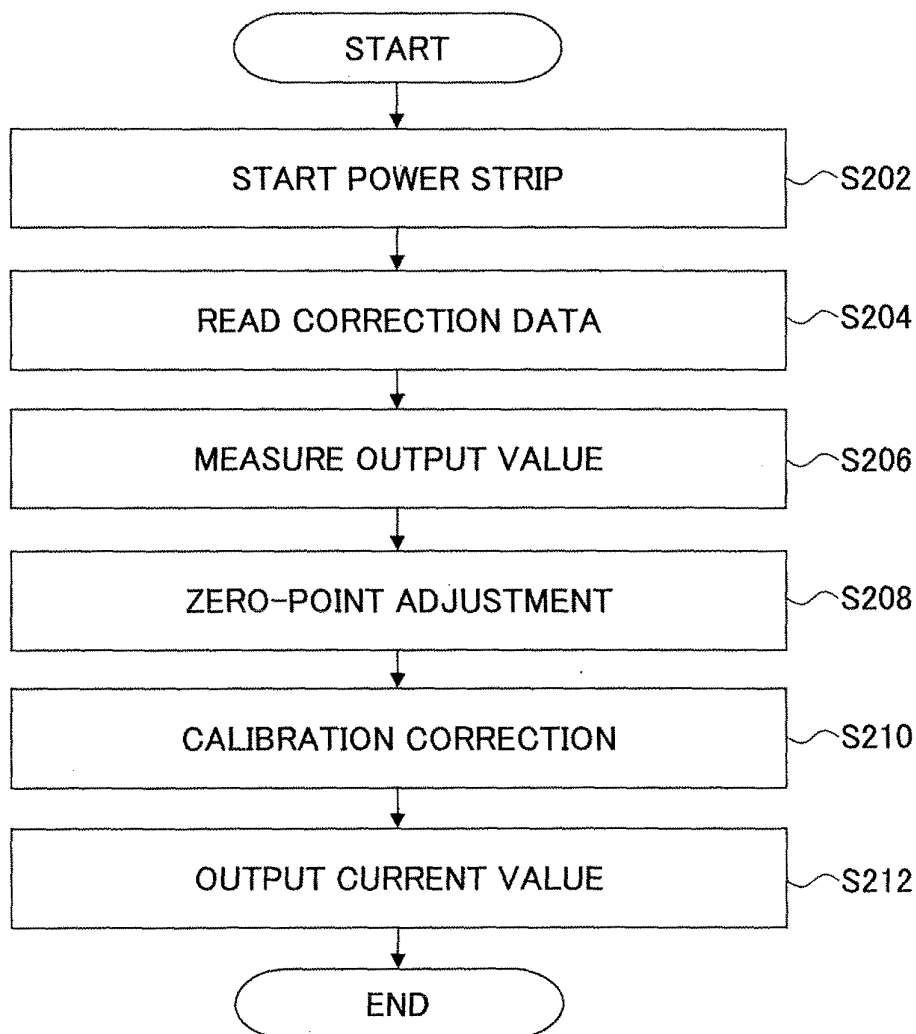 START
START POWER STRIP
S202
READ CORRECTION DATA
S204
MEASURE OUTPUT VALUE
S206
ZERO-POINT ADJUSTMENT
S208
CALIBRATION CORRECTION
S210
OUTPUT CURRENT VALUE
S212
END